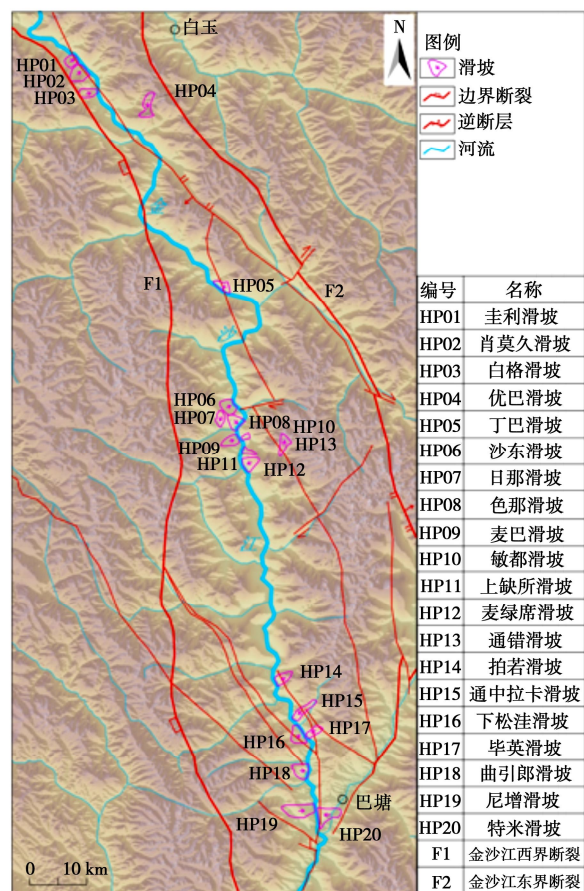 白玉
HP01
HP02
HP03
HP04
F1
HP05
F2
HP06
HP07
HP08
HP10
HP09
HP13
HP11
HP12
江
HP14
HP15
HP17
HP16
HP18
巴塘
HP19
HP20
0 10 km
N
图例
滑坡
边界断裂
逆断层
河流
编号 名称
HP01 圭利滑坡
HP02 肖莫久滑坡
HP03 白格滑坡
HP04 优巴滑坡
HP05 丁巴滑坡
HP06 沙东滑坡
HP07 日那滑坡
HP08 色那滑坡
HP09 麦巴滑坡
HP10 敏都滑坡
HP11 上缺所滑坡
HP12 麦绿席滑坡
HP13 通错滑坡
HP14 拍若滑坡
HP15 通中拉卡滑坡
HP16 下松洼滑坡
HP17 毕英滑坡
HP18 曲引郎滑坡
HP19 尼增滑坡
HP20 特米滑坡
F1 金沙江西界断裂
F2 金沙江东界断裂